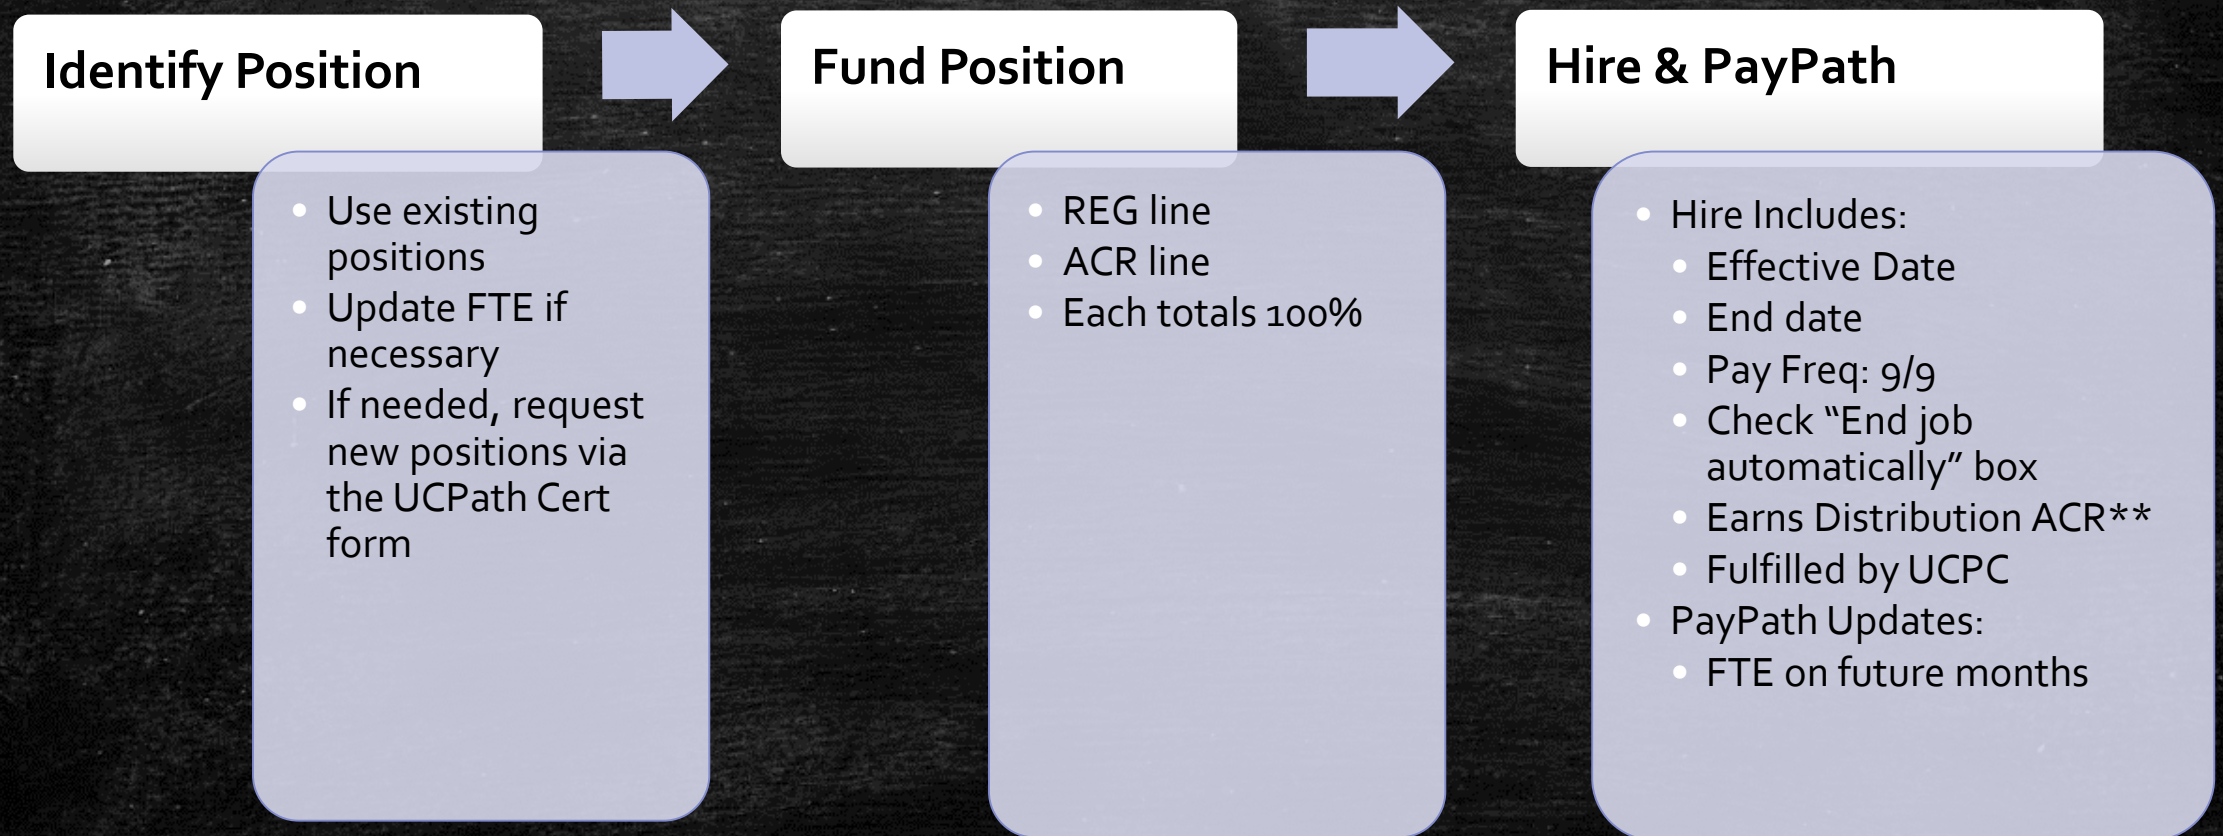 Identify Position
Use existing
positions
Update FTE if
necessary
If needed, request
new positions via
the UCPath Cert
form
Fund Position
REG line
ACR line
Each totals 100%
Hire & PayPath
Hire Includes:
Effective Date
End date
Pay Freq: 9/9
Check “End job
automatically” box
Earns Distribution ACR**
Fulfilled by UCPC
PayPath Updates:
FTE on future months